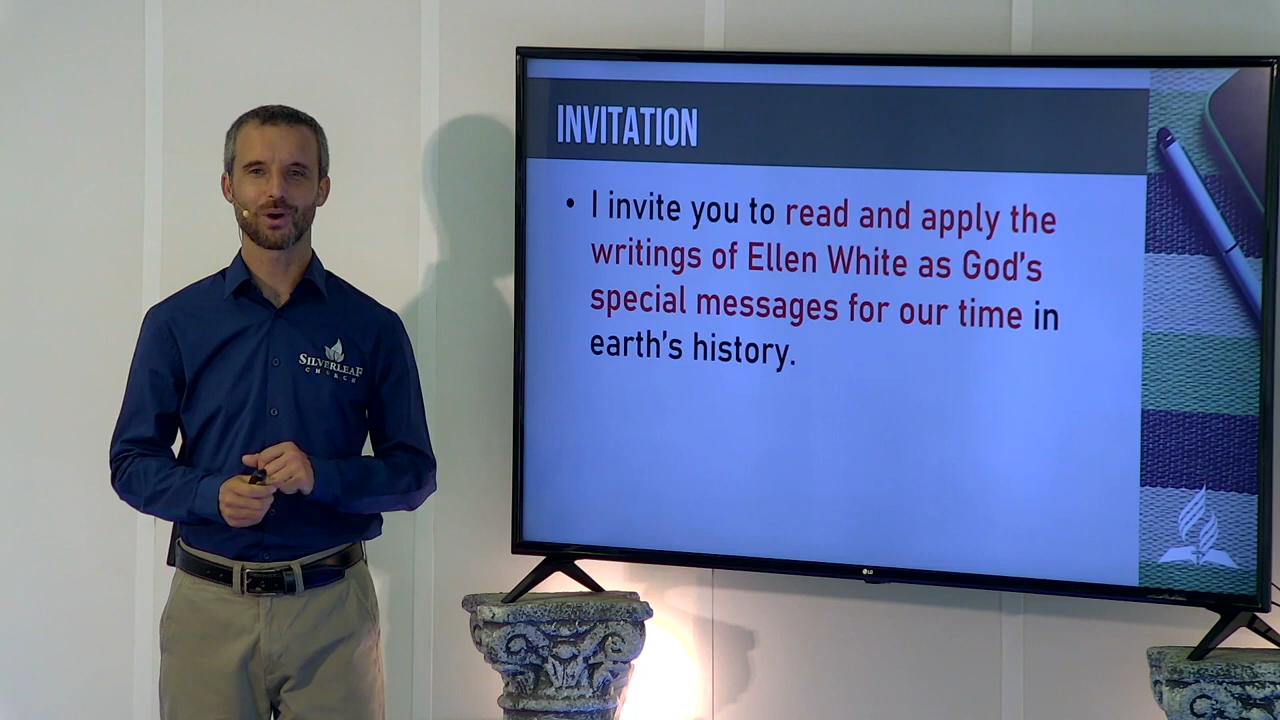 INVITATION
• I invite you to read and apply the
writings of Ellen White as God's
special messages for our time in
earth's history.
SILVERLEAF
CHURCH
LG